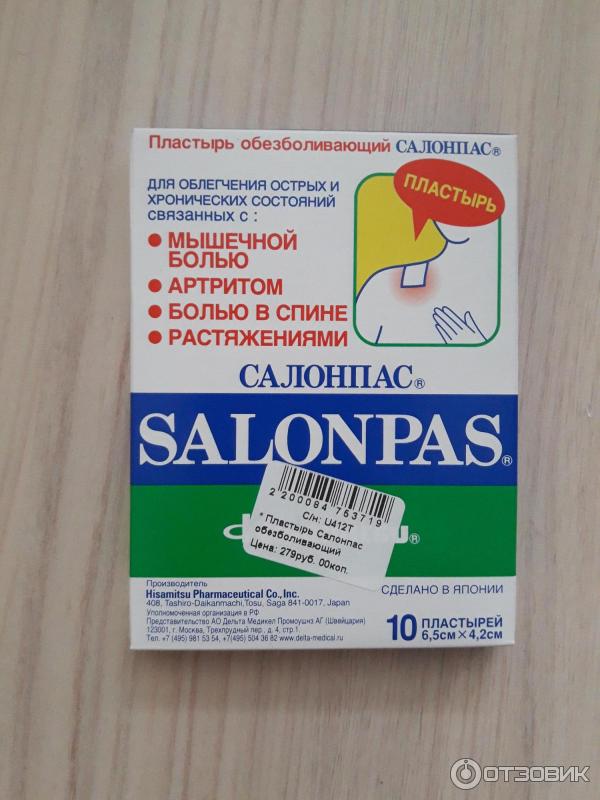 Пластырь обезболивающий САЛОНПАС®
ДЛЯ ОБЛЕГЧЕНИЯ ОСТРЫХ И
ХРОНИЧЕСКИХ СОСТОЯНИЙ
СВЯЗАННЫХ С :
• МЫШЕЧНОЙ
БОЛЬЮ
• АРТРИТОМ
• БОЛЬЮ В СПИНЕ
• РАСТЯЖЕНИЯМИ
ПЛАСТЫРЬ
САЛОНПАС®
SALONPAS®
2 200084 753719
С/н: U412T
* Пластырь Салонпас
обезболивающий
Цена: 279руб. 00коп.
Производитель
Hisamitsu Pharmaceutical Co., Inc.
408, Tashiro-Daikanmachi,Tosu, Saga 841-0017, Japan
Уполномоченная организация в РФ
Представительство АО Дельта Медикел Промоушнз АГ (Швейцария)
123001, г. Москва, Трехпрудный пер., д. 4, стр.1.
Тел. +7 (495) 981 53 54, +7(495) 504 36 82 www.delta-medical.ru
СДЕЛАНО В ЯПОНИИ
10 ПЛАСТЫРЕЙ
6,5см×4,2см
ОТЗОВИК